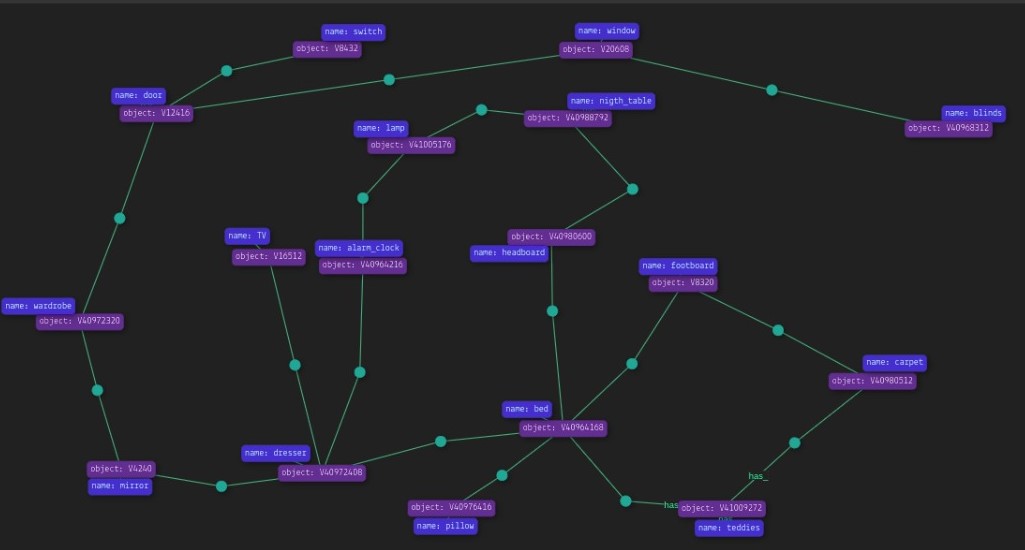 name: switch
object: V8432
name: window
object: V20608
name: door
object: V12416
name: nigth_table
object: V40988792
name: blinds
object: V40968312
name: lamp
object: V41005176
name: TV
object: V16512
name: alarm_clock
object: V40964216
object: V40980600
name: headboard
name: footboard
object: V8320
name: wardrobe
object: V40972320
name: carpet
object: V40980512
name: bed
object: V40964168
name: dresser
object: V40972408
object: V4240
name: mirror
has_
object: V40976416
name: pillow
has
object: V41009272
name: teddies